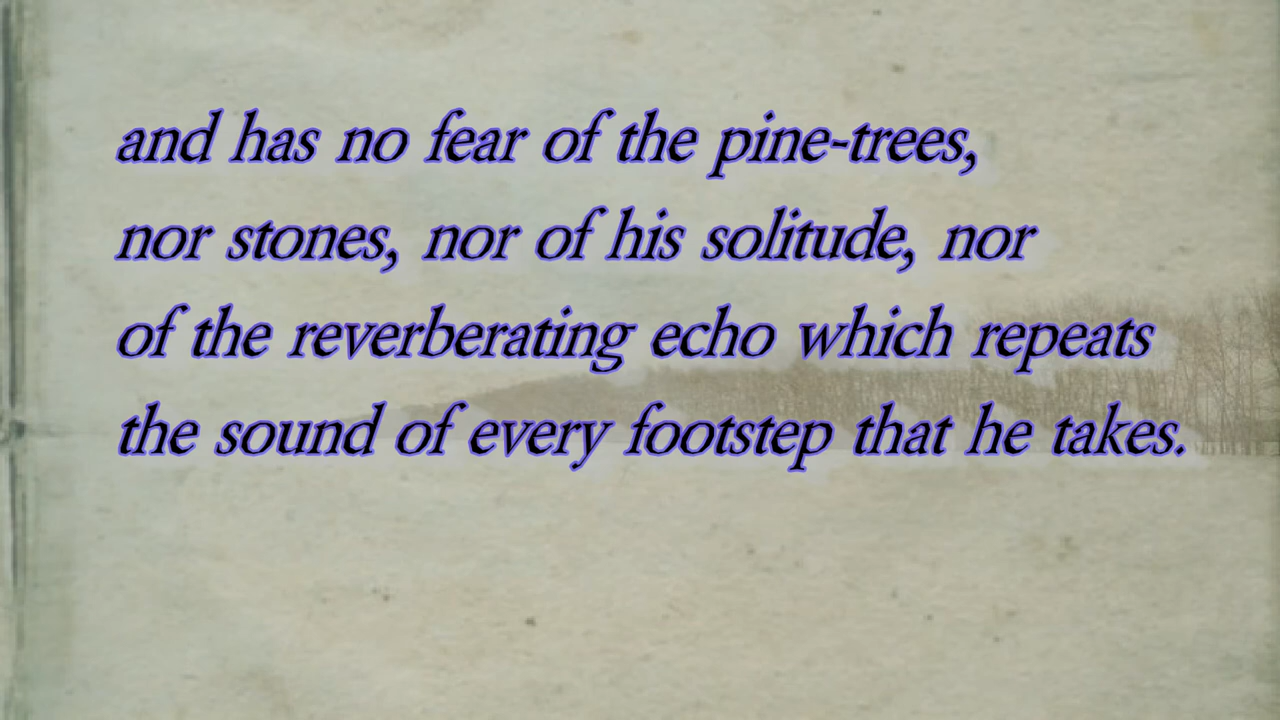 and has no fear of the pine-trees,
nor stones, nor of his solitude, nor
of the reverberating echo which repeats
the sound of every footstep that he takes.